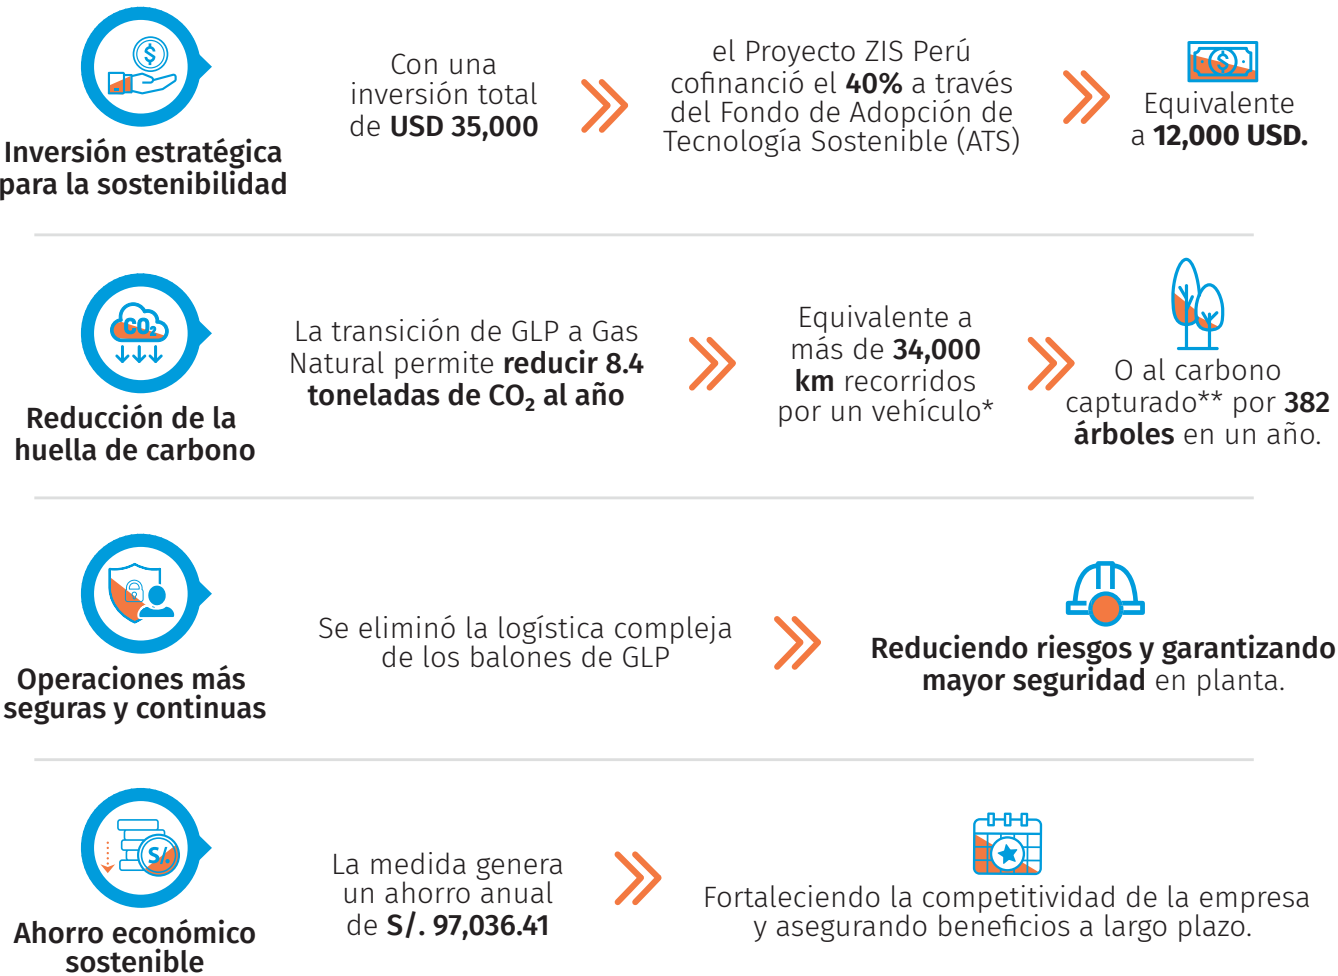 Inversión estratégica
para la sostenibilidad
Con una
inversión total
de USD 35,000
el Proyecto ZIS Perú
cofinanció el 40% a través
del Fondo de Adopción de
Tecnología Sostenible (ATS)
$
Equivalente
a 12,000 USD.
CO₂
Reducción de la
huella de carbono
La transición de GLP a Gas
Natural permite reducir 8.4
toneladas de CO₂ al año
Equivalente a
más de 34,000
km recorridos
por un vehículo*
O al carbono
capturado** por 382
árboles en un año.
Operaciones más
seguras y continuas
Se eliminó la logística compleja
de los balones de GLP
Reduciendo riesgos y garantizando
mayor seguridad en planta.
S/.
Ahorro económico
sostenible
La medida genera
un ahorro anual
de S/. 97,036.41
Fortaleciendo la competitividad de la empresa
y asegurando beneficios a largo plazo.